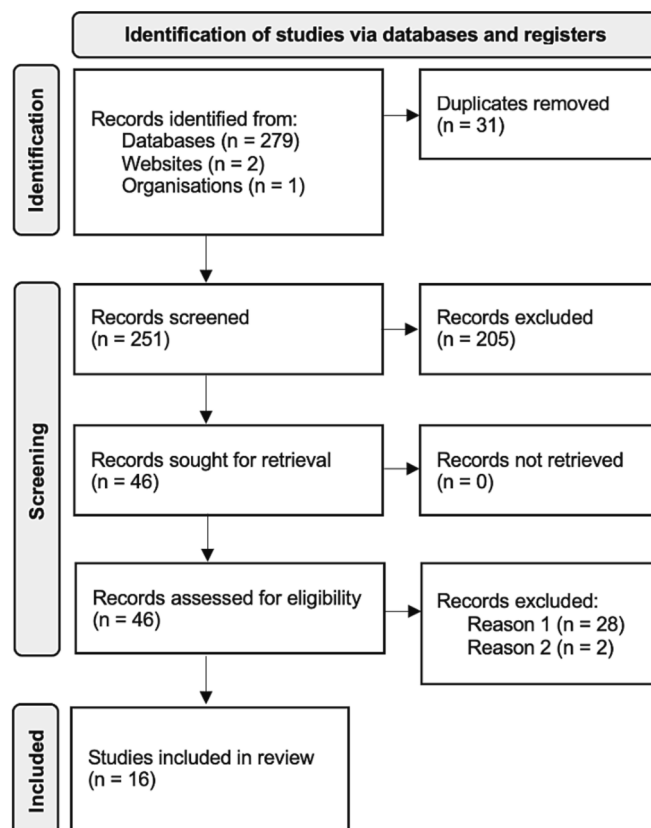 Identification of studies via databases and registers
Identification
Records identified from:
Databases (n = 279)
Websites (n = 2)
Organisations (n = 1)
Duplicates removed
(n = 31)
Screening
Records screened
(n = 251)
Records excluded
(n = 205)
Records sought for retrieval
(n = 46)
Records not retrieved
(n = 0)
Records assessed for eligibility
(n = 46)
Records excluded:
Reason 1 (n = 28)
Reason 2 (n = 2)
Included
Studies included in review
(n = 16)